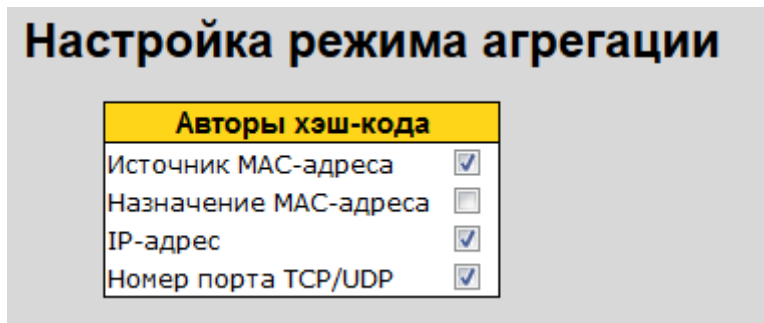 Настройка режима агрегации
Авторы хэш-кода
Источник MAC-адреса
Назначение MAC-адреса
IP-адрес
Номер порта TCP/UDP